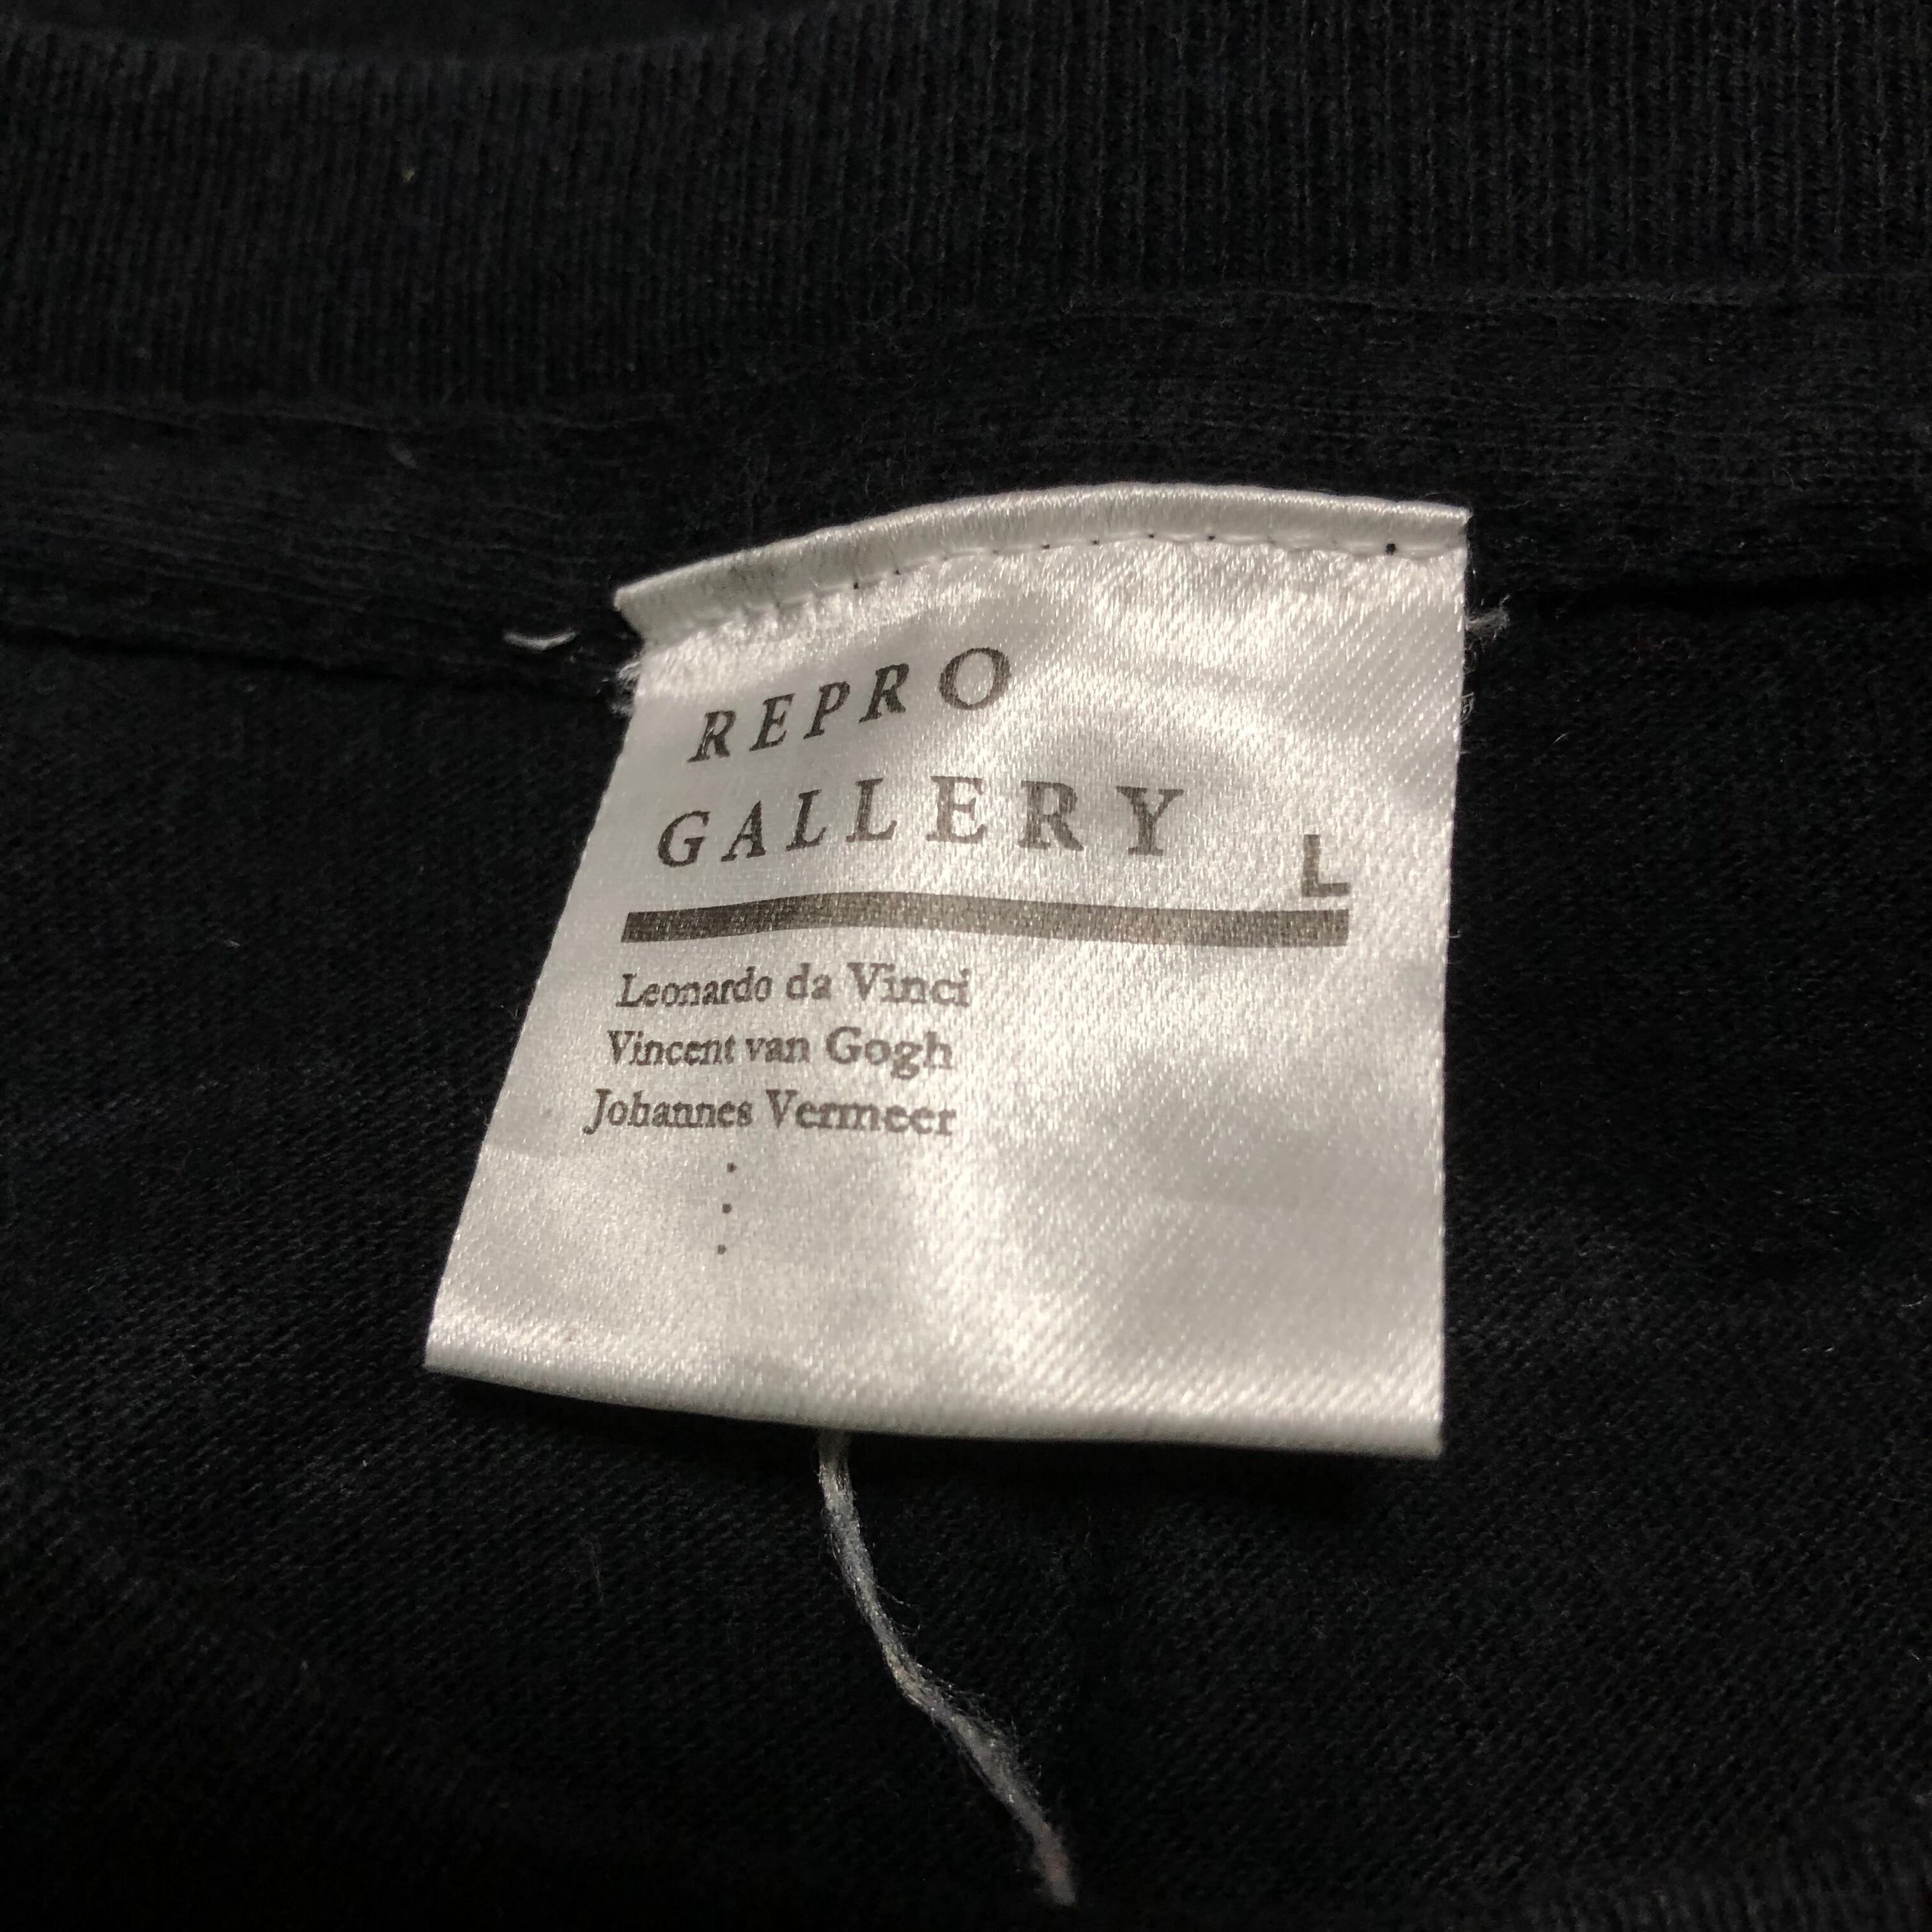 REPRO
GALLERY
L
Leonardo da Vinci
Vincent van Gogh
Johannes Vermeer